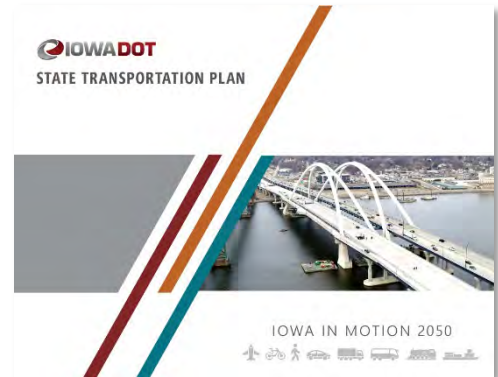 IOWADOT
STATE TRANSPORTATION PLAN
IOWA IN MOTION 2050